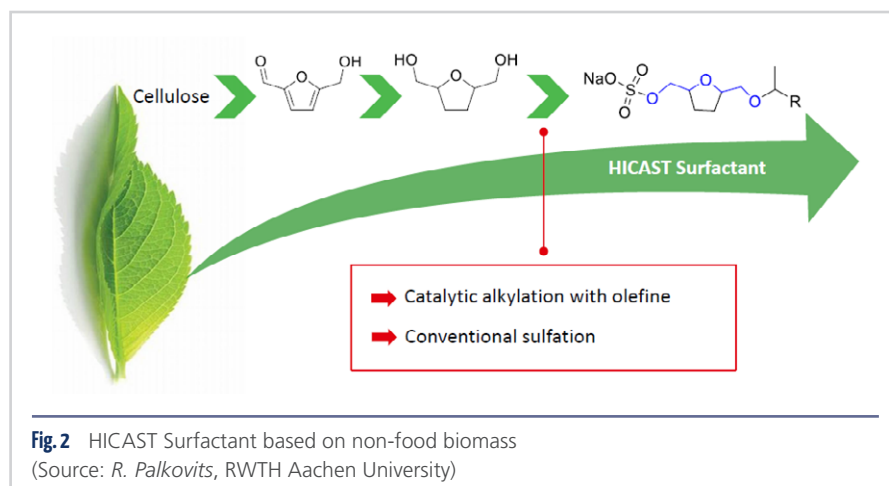 Cellulose
O
O
OH
HO
O
OH
NaO
O
S
O
O
O
O
R
HICAST Surfactant
Catalytic alkylation with olefine
Conventional sulfation
Fig. 2 HICAST Surfactant based on non-food biomass
(Source: R. Palkovits, RWTH Aachen University)